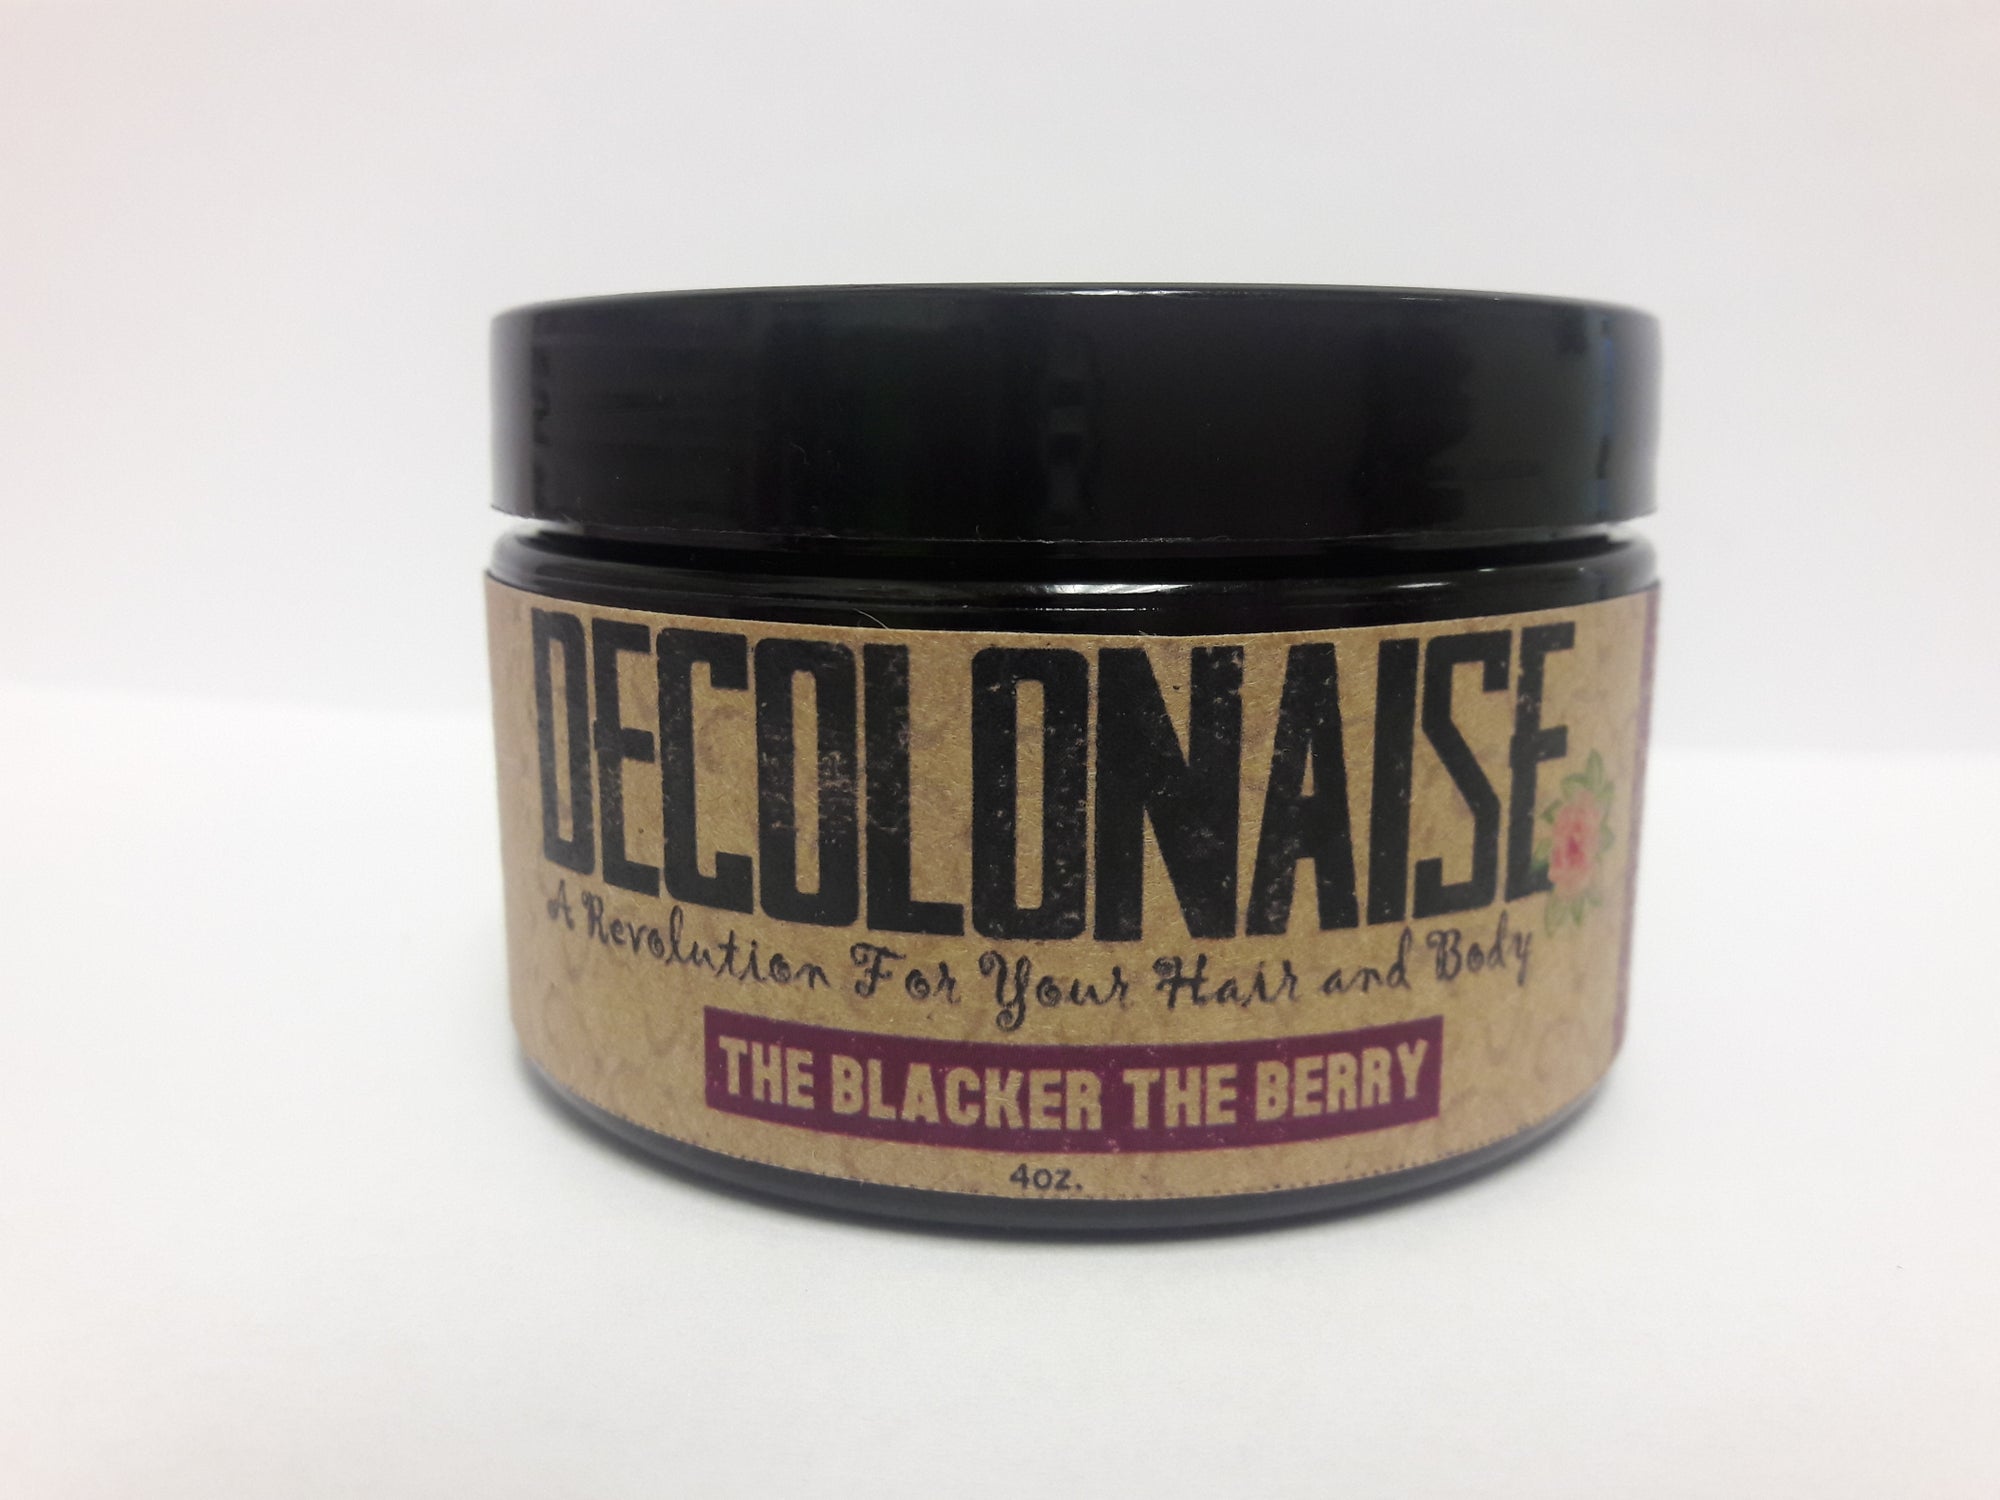 DECOLONAISE
A Revolution For Your Hair and Body
THE BLACKER THE BERRY
4oz.